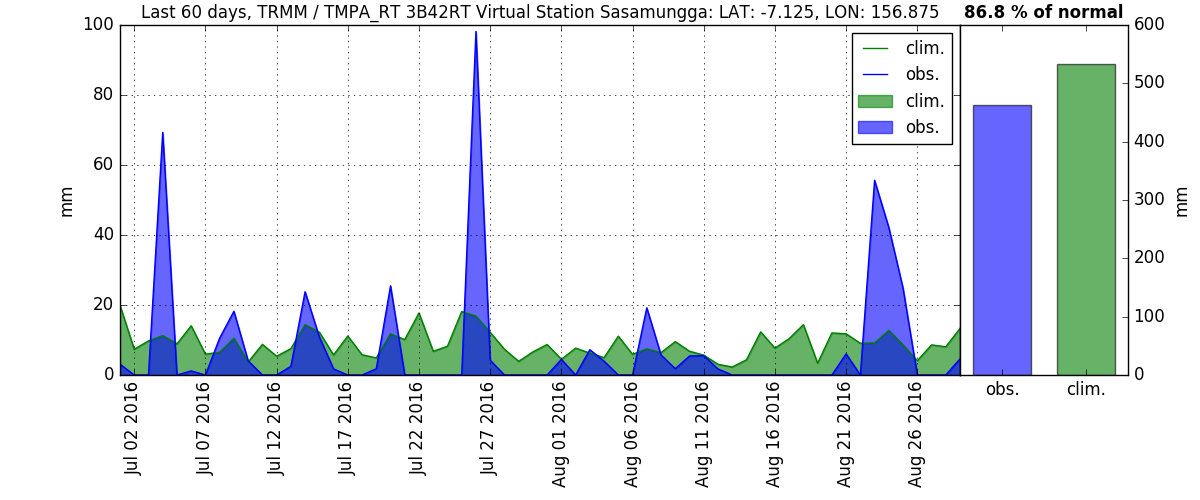 Last 60 days, TRMM / TMPA_RT 3B42RT Virtual Station Sasamungga: LAT: -7.125, LON: 156.875
86.8 % of normal
100
80
60
40
20
0
mm
clim.
obs.
clim.
obs.
Jul 02 2016
Jul 07 2016
Jul 12 2016
Jul 17 2016
Jul 22 2016
Jul 27 2016
Aug 01 2016
Aug 06 2016
Aug 11 2016
Aug 16 2016
Aug 21 2016
Aug 26 2016
600
500
400
300
200
100
0
mm
obs.
clim.